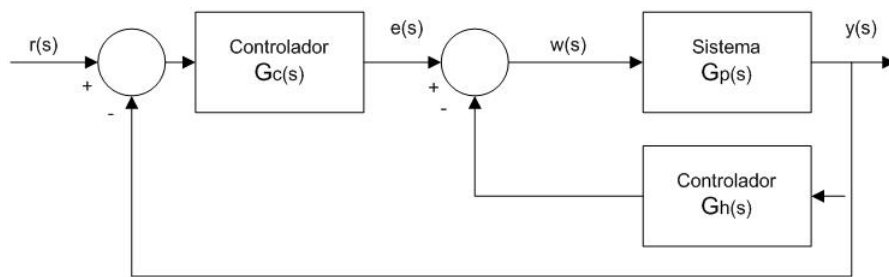 r(s)
+
-
Controlador
Gc(s)
e(s)
+
-
w(s)
Sistema
Gp(s)
y(s)
Controlador
Gh(s)